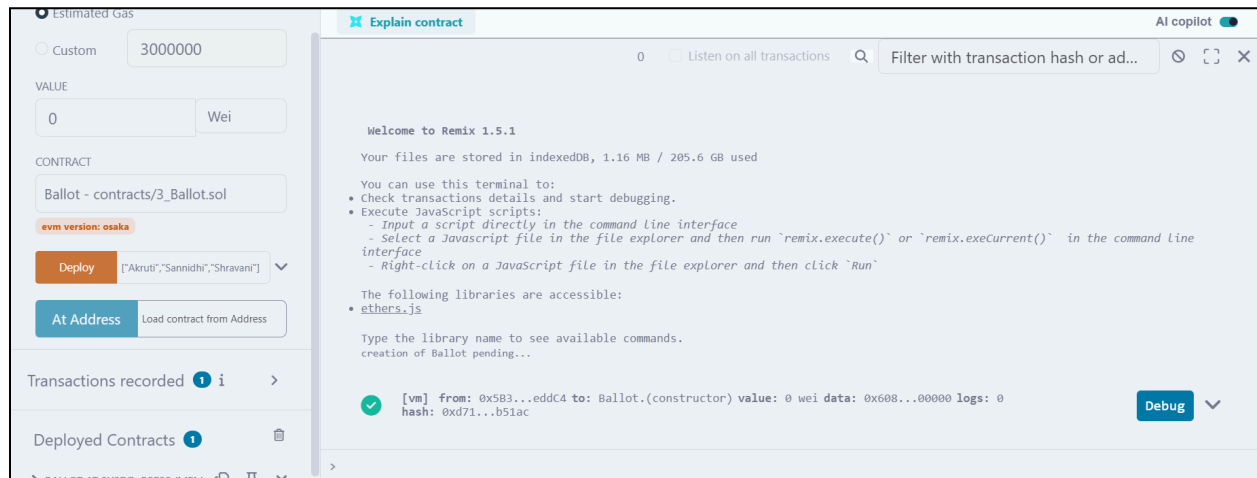 Estimated Gas
Custom 3000000
VALUE
0 Wei
CONTRACT
Ballot - contracts/3_Ballot.sol
evm version: osaka
Deploy ["Akruti","Sannidhi","Shravani"]
At Address Load contract from Address
Transactions recorded 1 i
Deployed Contracts 1
Explain contract AI copilot
0 Listen on all transactions Filter with transaction hash or ad...
Welcome to Remix 1.5.1
Your files are stored in indexedDB, 1.16 MB / 205.6 GB used
You can use this terminal to:
• Check transactions details and start debugging.
• Execute JavaScript scripts:
- Input a script directly in the command line interface
- Select a Javascript file in the file explorer and then run `remix.execute()` or `remix.exeCurrent()` in the command line
interface
- Right-click on a JavaScript file in the file explorer and then click `Run`
The following libraries are accessible:
• ethers.js
Type the library name to see available commands.
creation of Ballot pending...
[vm] from: 0x5B3...eddC4 to: Ballot.(constructor) value: 0 wei data: 0x608...00000 logs: 0
hash: 0xd71...b51ac
Debug
>